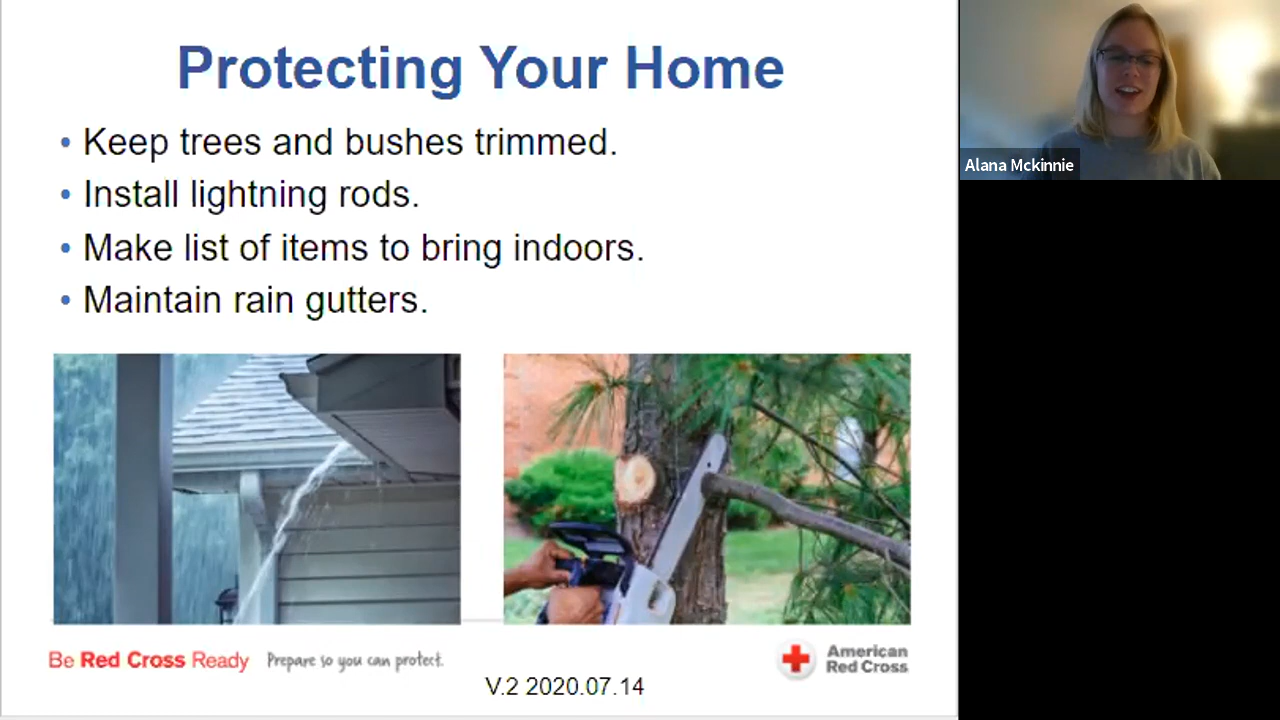 Protecting Your Home
• Keep trees and bushes trimmed.
• Install lightning rods.
• Make list of items to bring indoors.
• Maintain rain gutters.
Alana Mckinnie
Be Red Cross Ready Prepare so you can protect.
American
Red Cross
V.2 2020.07.14